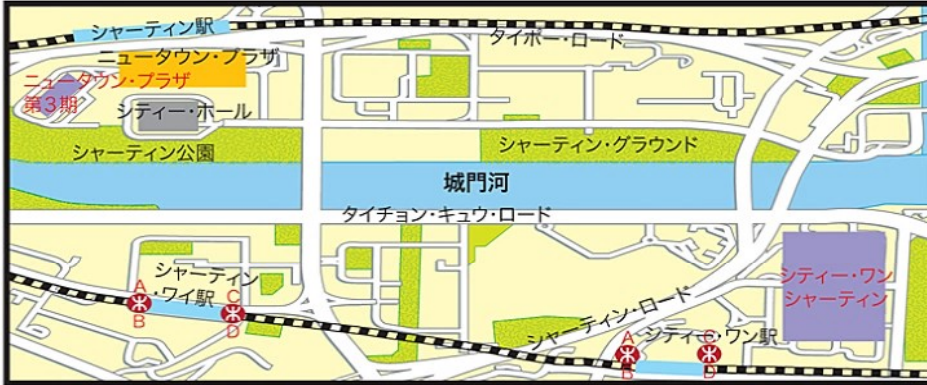 シャーティン駅
タイポー・ロード
ニュータウン・プラザ
ニュータウン・プラザ
第3期
シティー・ホール
シャーティン公園
シャーティン・グラウンド
城門河
タイチョン・キュウ・ロード
シャーティン
・ワイ駅
A
B
C
D
シティー・ワン
シャーティン
シャーティン・ロード
シティー・ワン駅
A
B
C
D